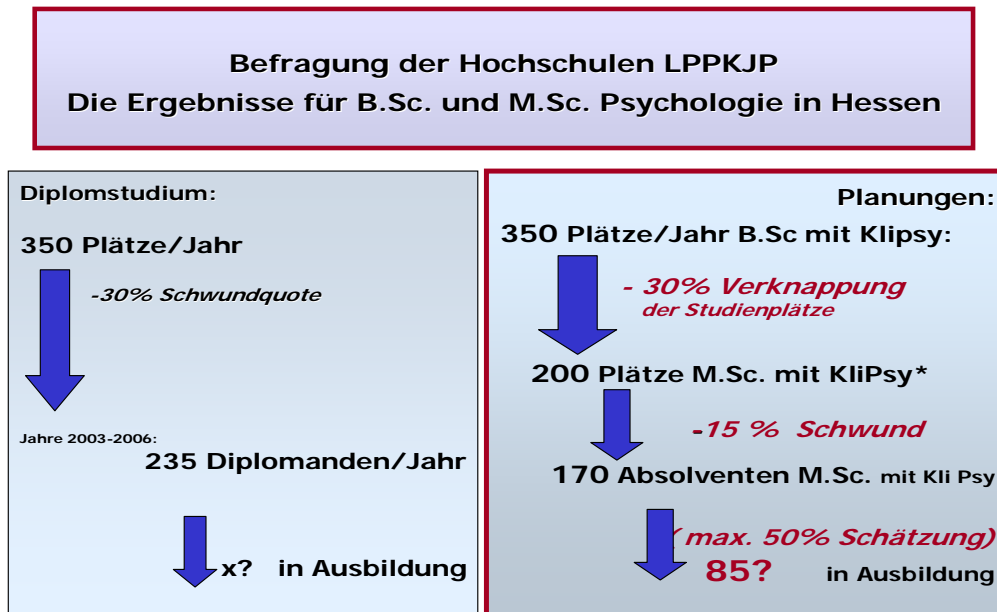 Befragung der Hochschulen LPPKJP
Die Ergebnisse für B.Sc. und M.Sc. Psychologie in Hessen
Diplomstudium:
350 Plätze/Jahr
-30% Schwundquote
Jahre 2003-2006:
235 Diplomanden/Jahr
x? in Ausbildung
Planungen:
350 Plätze/Jahr B.Sc mit Klipsy:
- 30% Verknappung
der Studienplätze
200 Plätze M.Sc. mit KliPsy*
-15 % Schwund
170 Absolventen M.Sc. mit Kli Psy
( max. 50% Schätzung)
85? in Ausbildung